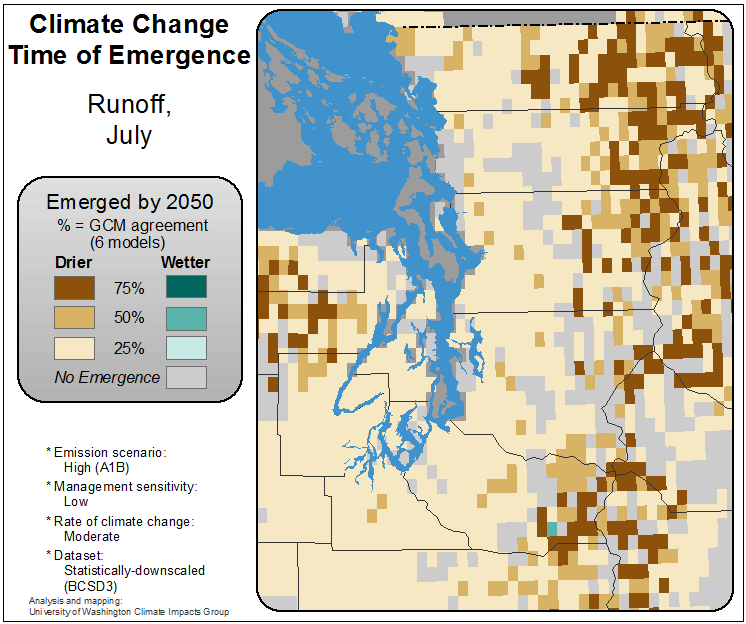 Climate Change
Time of Emergence
Runoff,
July
Emerged by 2050
% = GCM agreement
(6 models)
Drier Wetter
75%
50%
25%
No Emergence
* Emission scenario:
High (A1B)
* Management sensitivity:
Low
* Rate of climate change:
Moderate
* Dataset:
Statistically-downscaled
(BCSD3)
Analysis and mapping:
University of Washington Climate Impacts Group